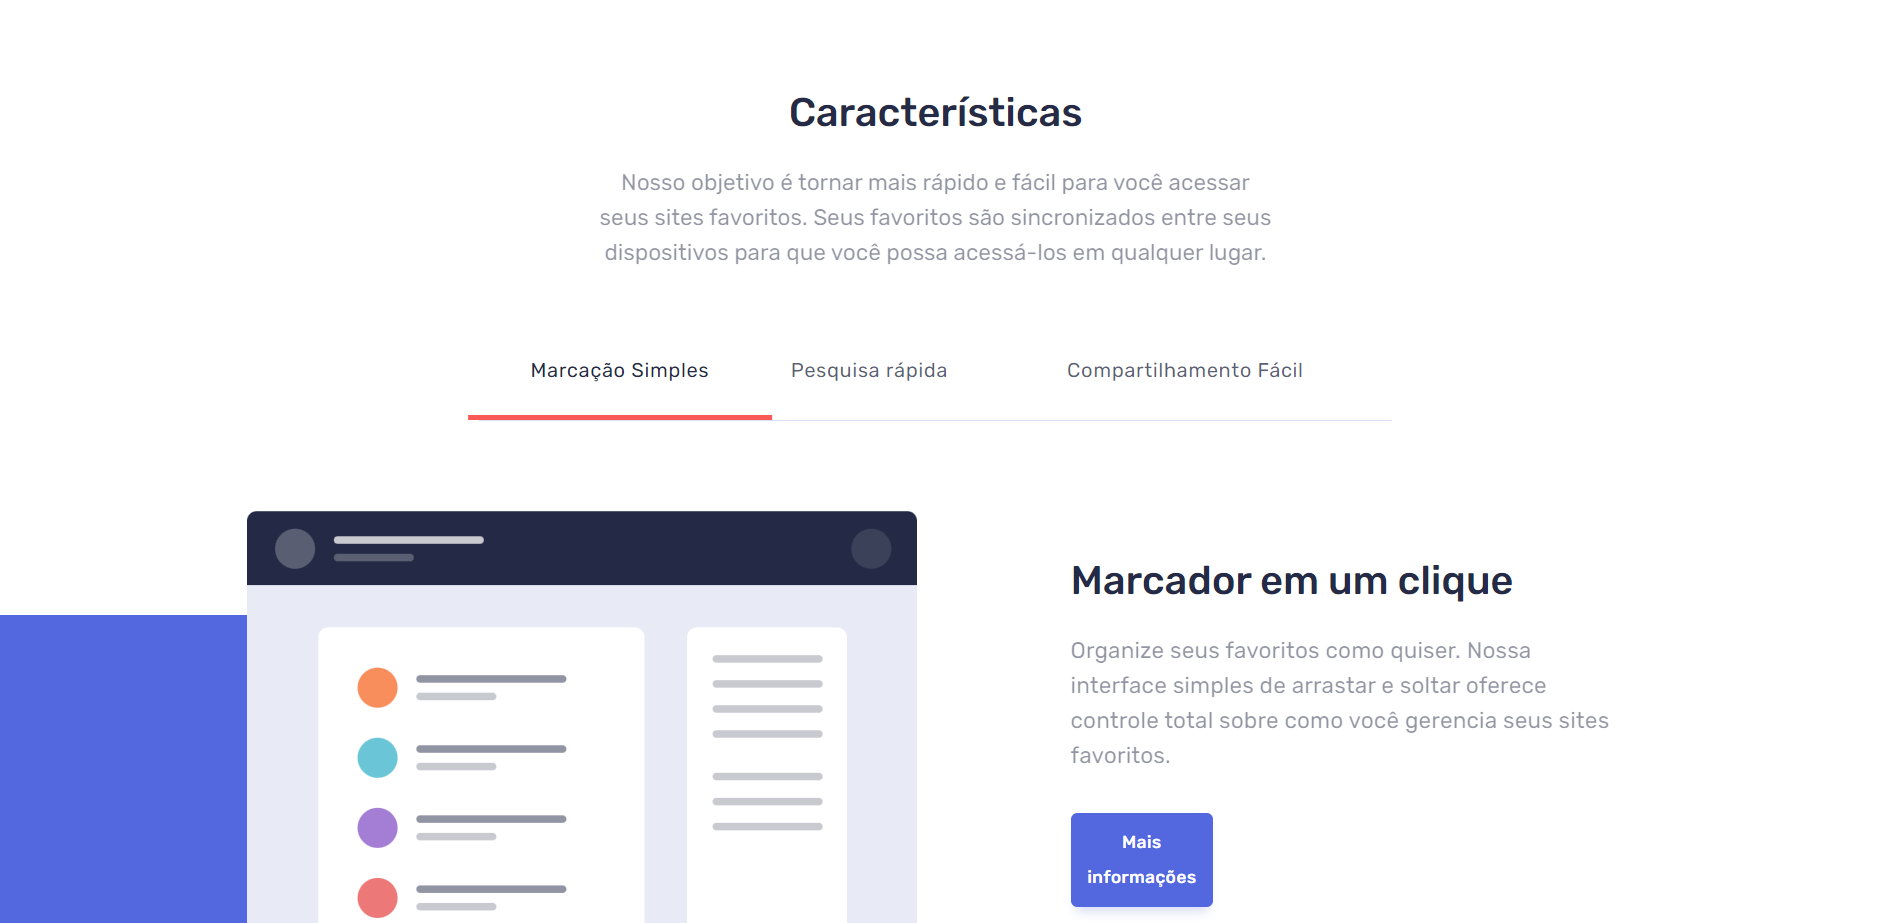 Características
Nosso objetivo é tornar mais rápido e fácil para você acessar
seus sites favoritos. Seus favoritos são sincronizados entre seus
dispositivos para que você possa acessá-los em qualquer lugar.
Marcação Simples
Pesquisa rápida
Compartilhamento Fácil
Marcador em um clique
Organize seus favoritos como quiser. Nossa
interface simples de arrastar e soltar oferece
controle total sobre como você gerencia seus sites
favoritos.
Mais
informações